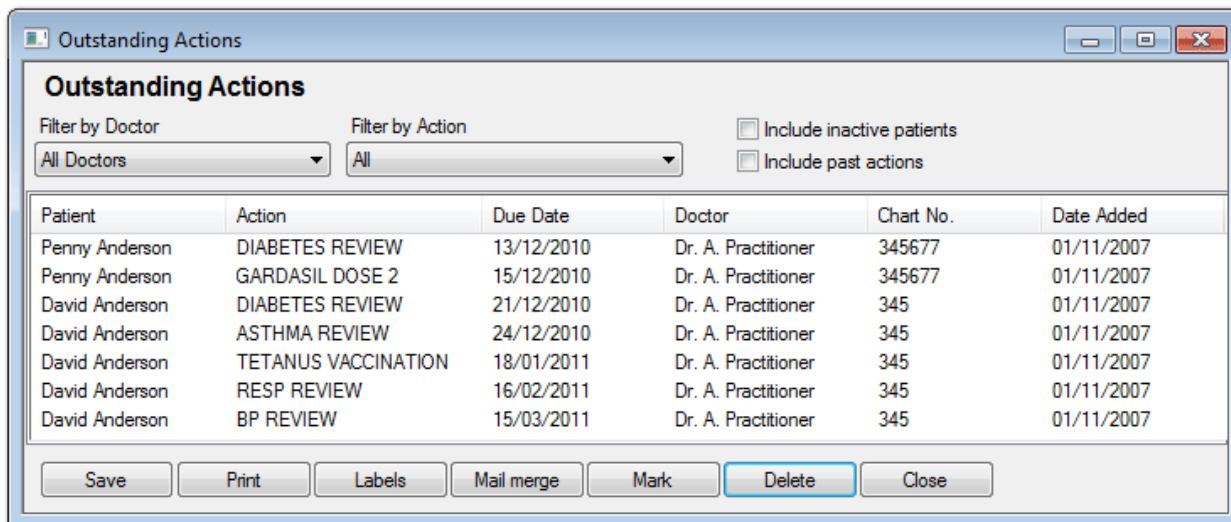 Outstanding Actions
Outstanding Actions
Filter by Doctor Filter by Action
Include inactive patients
All Doctors All
Include past actions
Patient Action Due Date Doctor Chart No. Date Added
Penny Anderson DIABETES REVIEW 13/12/2010 Dr. A. Practitioner 345677 01/11/2007
Penny Anderson GARDASIL DOSE 2 15/12/2010 Dr. A. Practitioner 345677 01/11/2007
David Anderson DIABETES REVIEW 21/12/2010 Dr. A. Practitioner 345 01/11/2007
David Anderson ASTHMA REVIEW 24/12/2010 Dr. A. Practitioner 345 01/11/2007
David Anderson TETANUS VACCINATION 18/01/2011 Dr. A. Practitioner 345 01/11/2007
David Anderson RESP REVIEW 16/02/2011 Dr. A. Practitioner 345 01/11/2007
David Anderson BP REVIEW 15/03/2011 Dr. A. Practitioner 345 01/11/2007
Save Print Labels Mail merge Mark Delete Close